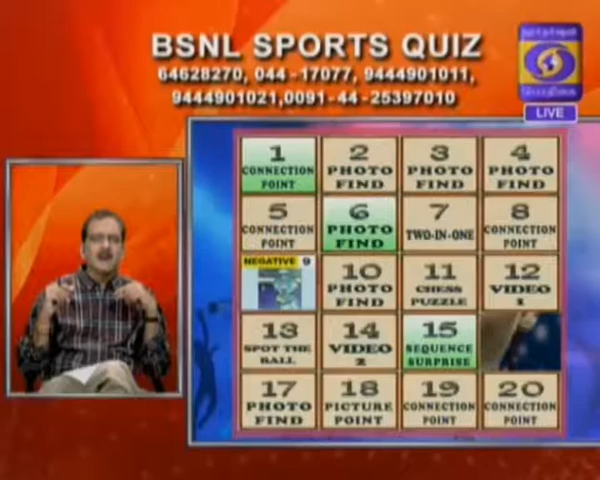 BSNL SPORTS QUIZ
64628270, 044 - 17077, 9444901011,
9444901021,0091 - 44 - 25397010
பொதிகை
LIVE
1
CONNECTION
POINT
2
PHOTO
FIND
3
PHOTO
FIND
4
PHOTO
FIND
5
CONNECTION
POINT
6
PHOTO
FIND
7
TWO-IN-ONE
8
CONNECTION
POINT
NEGATIVE 9
10
PHOTO
FIND
11
CHESS
PUZZLE
12
VIDEO
1
13
SPOT THE
BALL
14
VIDEO
2
15
SEQUENCE
SURPRISE
17
PHOTO
FIND
18
PICTURE
POINT
19
CONNECTION
POINT
20
CONNECTION
POINT